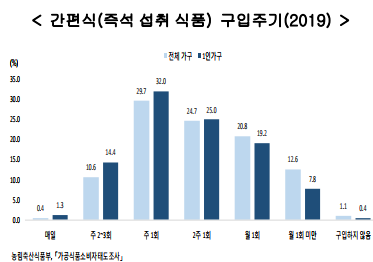 < 간편식(즉석 섭취 식품) 구입주기(2019) >
(%)
전체 가구 1인가구
35.0
30.0
25.0
20.0
15.0
10.0
5.0
0.0
0.4 1.3 10.6 14.4 29.7 32.0 24.7 25.0 20.8 19.2 12.6 7.8 1.1 0.4
매일 주 2~3회 주 1회 2주 1회 월 1회 월 1회 미만 구입하지 않음
농림축산식품부, 「가공식품소비자태도조사」